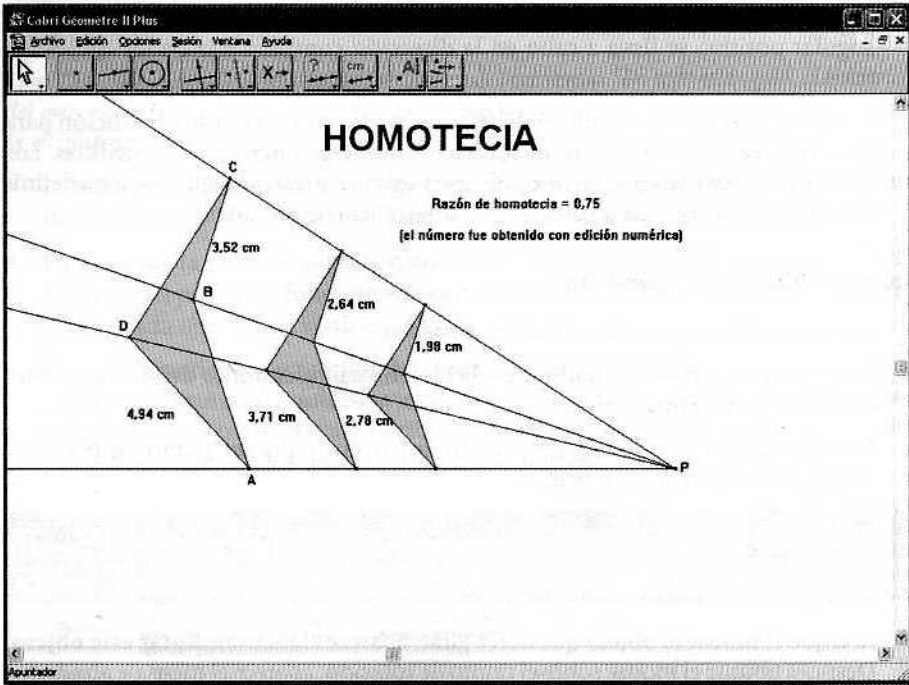 Cabri Géomètre II Plus
Archivo Edición Opciones Sesión Ventana Ayuda
? cm A
X
HOMOTECIA
C
Razón de homotecia = 0,75
(el número fue obtenido con edición numérica)
3,52 cm
B
2,64 cm
D
1,98 cm
4,94 cm
3,71 cm
2,78 cm
A
P
Apuntador